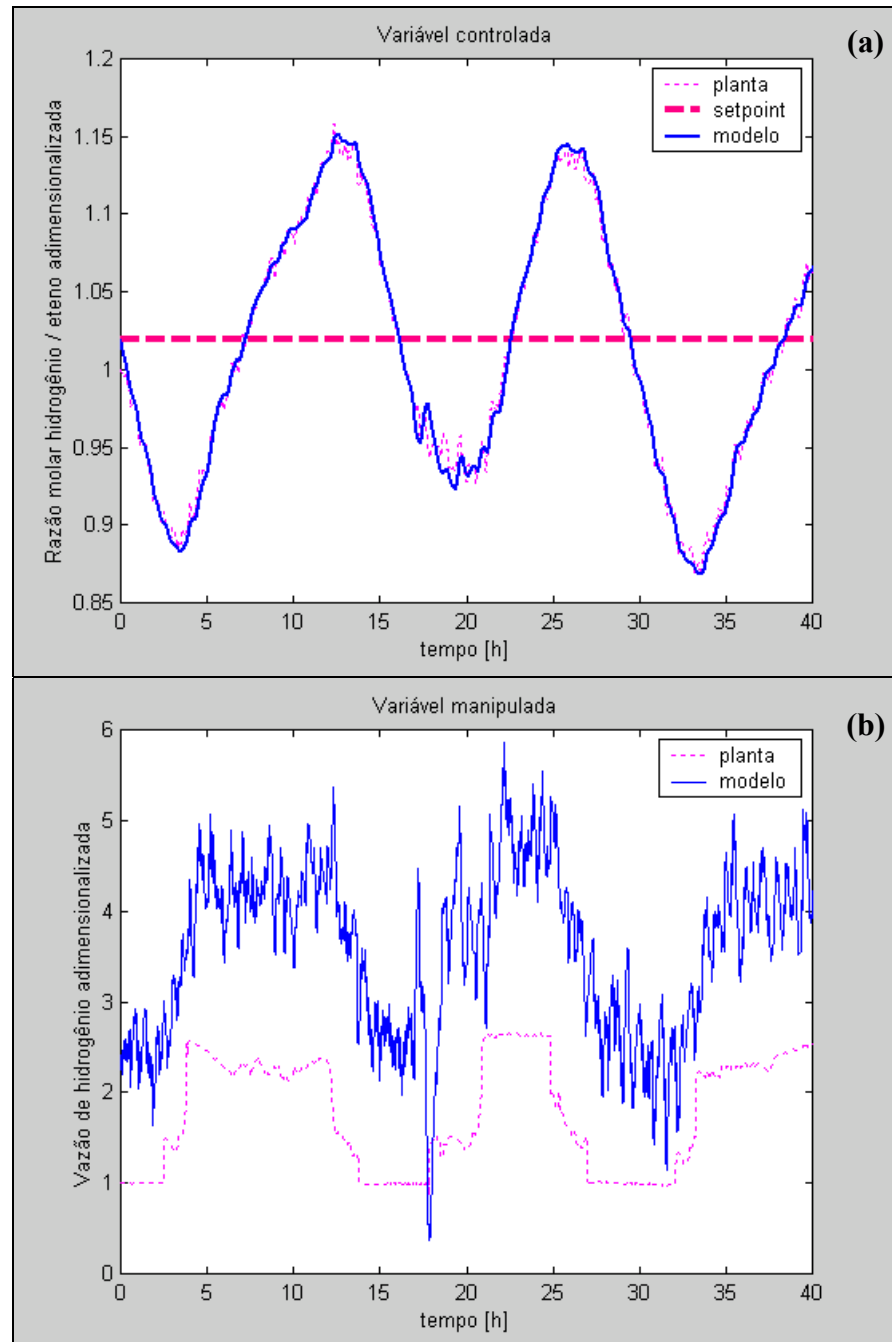 Variável controlada
(a)
1.2
1.15
1.1
1.05
1
0.95
0.9
0.85
Razão molar hidrogênio / eteno adimensionalizada
planta
setpoint
modelo
0 5 10 15 20 25 30 35 40
tempo [h]
Variável manipulada
(b)
6
5
4
3
2
1
0
Vazão de hidrogênio adimensionalizada
planta
modelo
0 5 10 15 20 25 30 35 40
tempo [h]